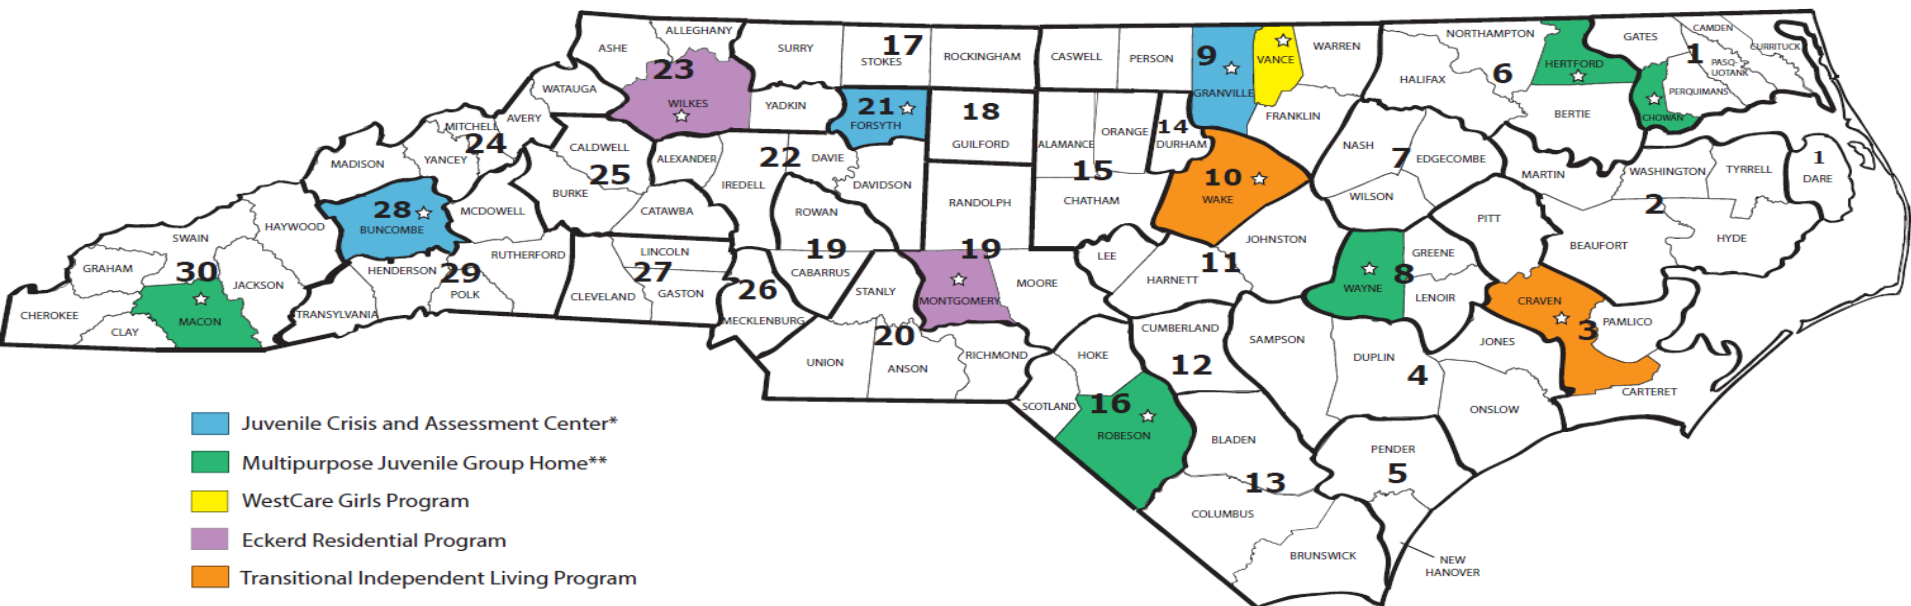 ALLEGHANY
ASHE
SURRY
17
STOKES
ROCKINGHAM
CASWELL
PERSON
9
GRANVILLE
VANCE
WARREN
NORTHAMPTON
GATES
CAMDEN
CURRITUCK
1
PASQ-
UOTANK
PERQUIMANS
HERTFORD
6
HALIFAX
BERTIE
CHOWAN
23
WILKES
WATAUGA
YADKIN
21
FORSYTH
18
GUILFORD
ALAMANCE
ORANGE
14
DURHAM
15
CHATHAM
FRANKLIN
NASH
7
EDGECOMBE
WILSON
MARTIN
WASHINGTON
TYRRELL
1
DARE
2
HYDE
BEAUFORT
PITT
AVERY
MITCHELL
24
YANCEY
MADISON
CALDWELL
25
BURKE
ALEXANDER
22
DAVIE
IREDELL
DAVIDSON
CATAWBA
ROWAN
RANDOLPH
10
WAKE
JOHNSTON
28
BUNCOMBE
MCDOWELL
HAYWOOD
SWAIN
GRAHAM
30
JACKSON
MACON
CHEROKEE
CLAY
HENDERSON
29
POLK
RUTHERFORD
TRANSYLVANIA
LINCOLN
27
GASTON
CLEVELAND
19
CABARRUS
26
MECKLENBURG
STANLY
19
MONTGOMERY
MOORE
LEE
HARNETT
11
WAYNE
8
GREENE
LENOIR
CRAVEN
3
PAMLICO
CARTERET
JONES
20
UNION
ANSON
RICHMOND
HOKE
CUMBERLAND
12
SAMPSON
DUPLIN
4
ONSLOW
SCOTLAND
16
ROBESON
BLADEN
13
COLUMBUS
BRUNSWICK
PENDER
5
NEW
HANOVER
Juvenile Crisis and Assessment Center*
Multipurpose Juvenile Group Home**
WestCare Girls Program
Eckerd Residential Program
Transitional Independent Living Program